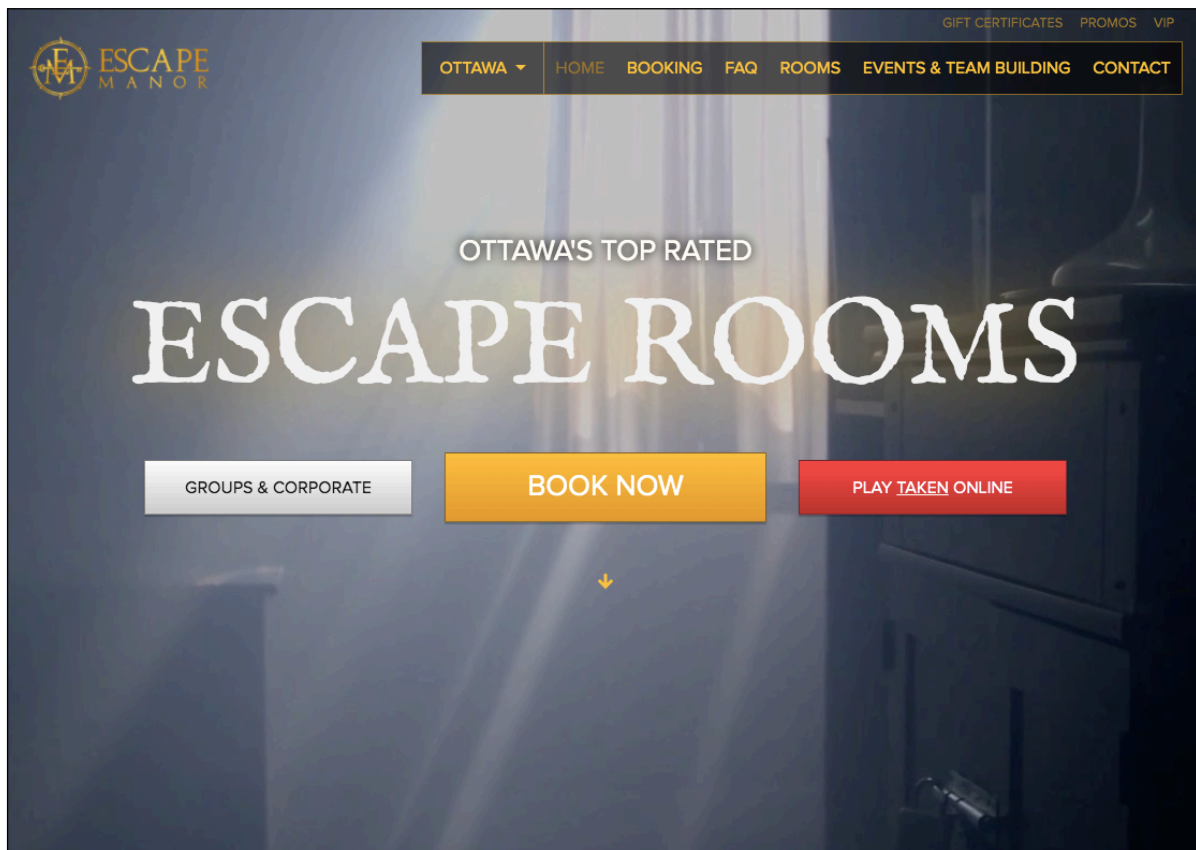 GIFT CERTIFICATES PROMOS VIP
ESCAPE
MANOR
OTTAWA HOME BOOKING FAQ ROOMS EVENTS & TEAM BUILDING CONTACT
OTTAWA'S TOP RATED
ESCAPE ROOMS
GROUPS & CORPORATE BOOK NOW PLAY TAKEN ONLINE